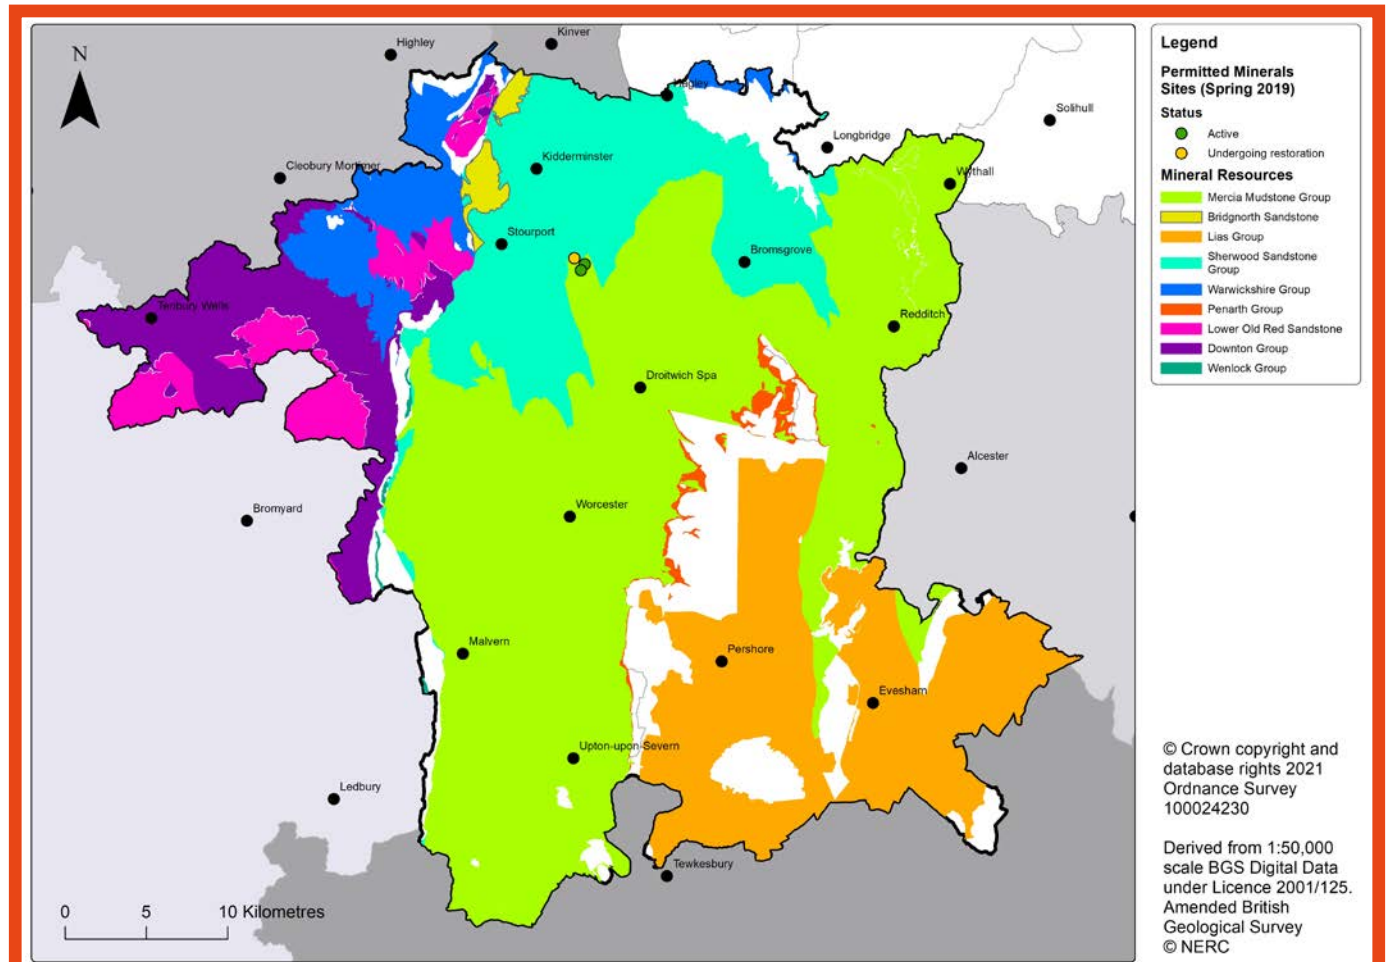 N
Highley
Kinver
Hagley
Solihull
Longbridge
Kidderminster
Cleobury Mortimer
Wythall
Stourport
Bromsgrove
Tenbury Wells
Redditch
Droitwich Spa
Alcester
Bromyard
Worcester
Malvern
Pershore
Evesham
Upton-upon-Severn
Ledbury
Tewkesbury
0 5 10 Kilometres
Legend
Permitted Minerals
Sites (Spring 2019)
Status
Active
Undergoing restoration
Mineral Resources
Mercia Mudstone Group
Bridgnorth Sandstone
Lias Group
Sherwood Sandstone
Group
Warwickshire Group
Penarth Group
Lower Old Red Sandstone
Downton Group
Wenlock Group
© Crown copyright and
database rights 2021
Ordnance Survey
100024230
Derived from 1:50,000
scale BGS Digital Data
under Licence 2001/125.
Amended British
Geological Survey
© NERC